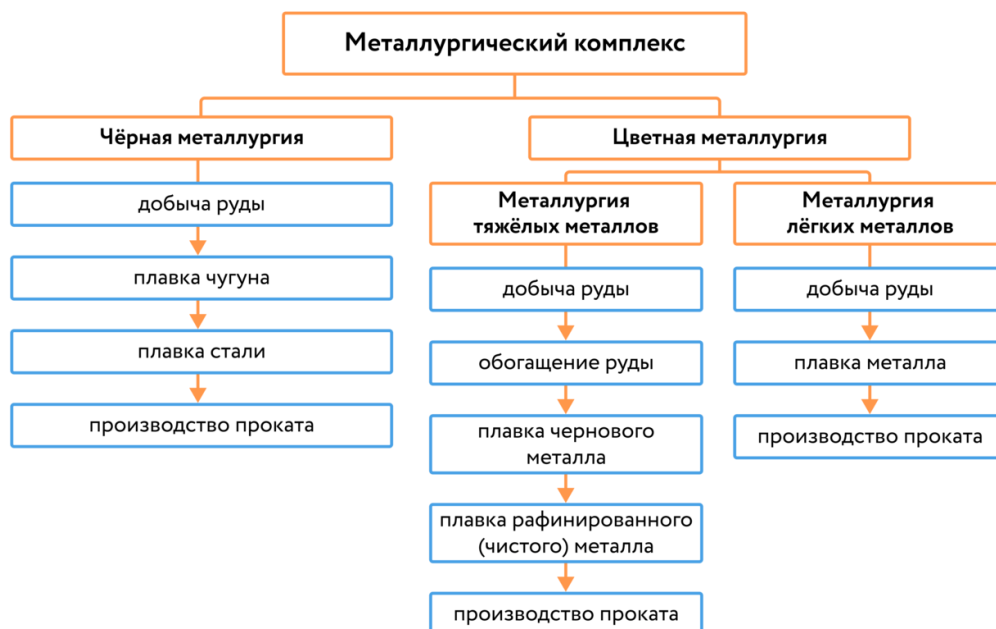 Металлургический комплекс
Чёрная металлургия
добыча руды
плавка чугуна
плавка стали
производство проката
Цветная металлургия
Металлургия
тяжёлых металлов
добыча руды
обогащение руды
плавка чернового
металла
плавка рафинированного
(чистого) металла
производство проката
Металлургия
лёгких металлов
добыча руды
плавка металла
производство проката